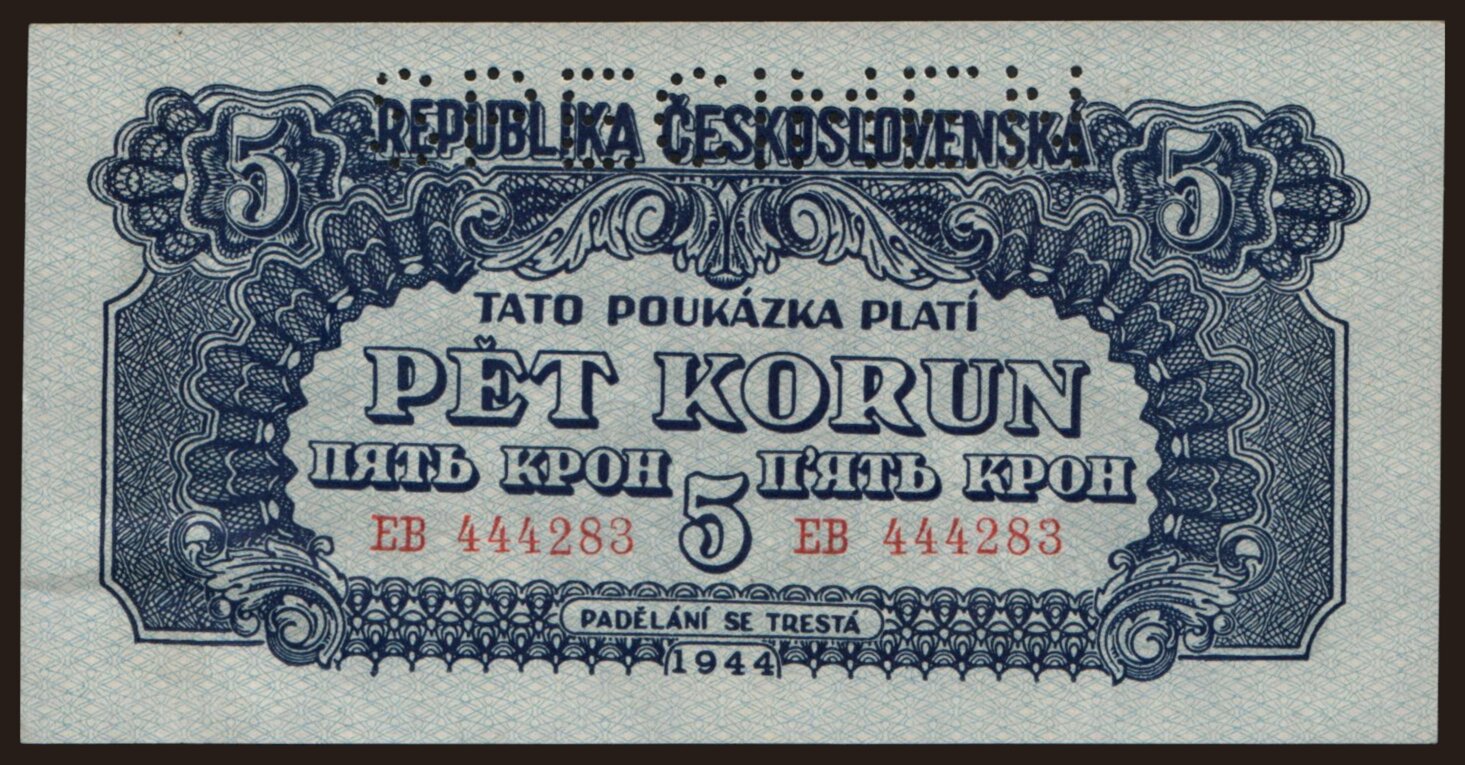 SPECIMEN
REPUBLIKA ČESKOSLOVENSKÁ
5 5
TATO POUKÁZKA PLATÍ
PĚT KORUN
ПЯТЬ КРОН П'ЯТЬ КРОН
5
EB 444283 EB 444283
PADĚLÁNÍ SE TRESTÁ
1944